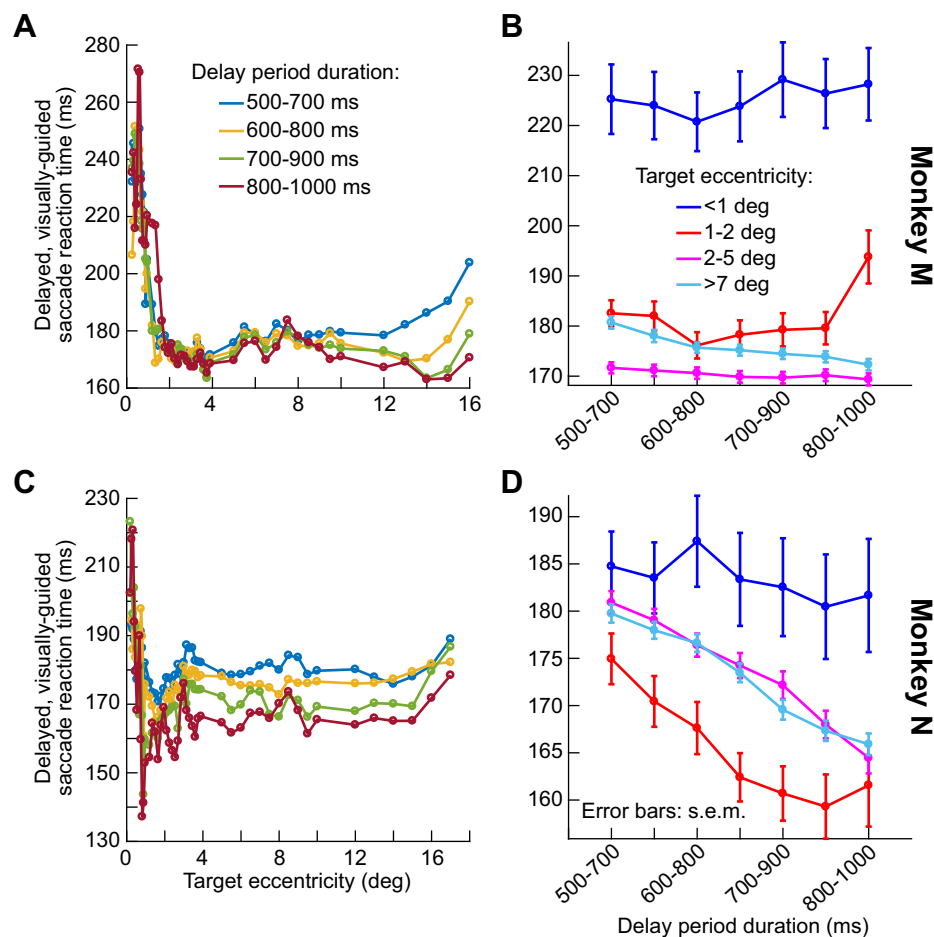 A
280
260
240
220
200
180
160
0
4
8
12
16
Delayed, visually-guided
saccade reaction time (ms)
Delay period duration:
500-700 ms
600-800 ms
700-900 ms
800-1000 ms
B
230
220
210
200
190
180
170
500-700
600-800
700-900
800-1000
Target eccentricity:
<1 deg
1-2 deg
2-5 deg
>7 deg
Monkey M
C
230
210
190
170
150
130
0
4
8
12
16
Delayed, visually-guided
saccade reaction time (ms)
Target eccentricity (deg)
D
190
185
180
175
170
165
160
Error bars: s.e.m.
500-700
600-800
700-900
800-1000
Delay period duration (ms)
Monkey N